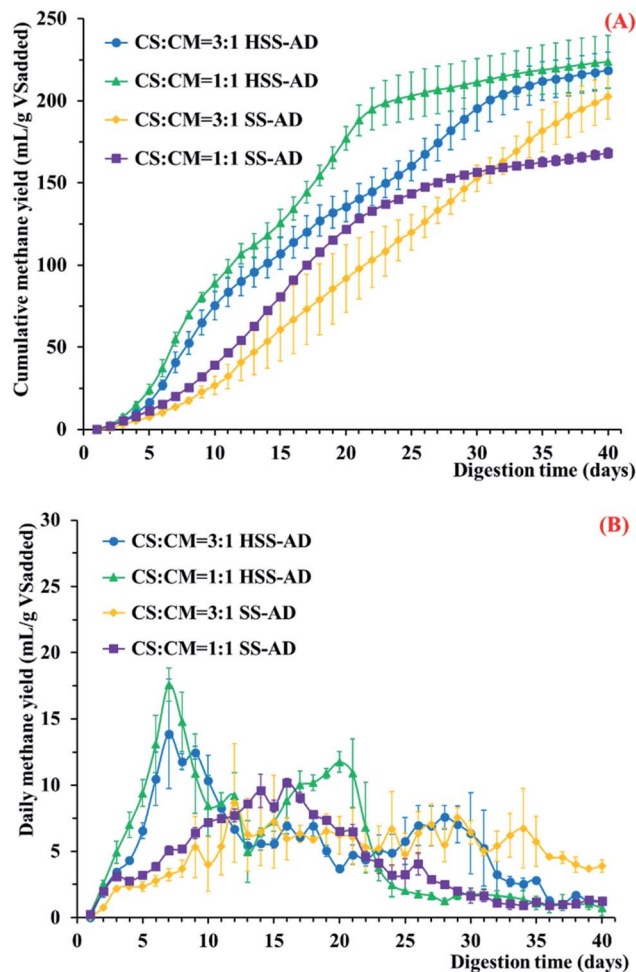 (A)
Cumulative methane yield (mL/g VSadded)
250
200
150
100
50
0
CS:CM=3:1 HSS-AD
CS:CM=1:1 HSS-AD
CS:CM=3:1 SS-AD
CS:CM=1:1 SS-AD
0 5 10 15 20 25 30 35 40
Digestion time (days)
(B)
Daily methane yield (mL/g VSadded)
30
25
20
15
10
5
0
CS:CM=3:1 HSS-AD
CS:CM=1:1 HSS-AD
CS:CM=3:1 SS-AD
CS:CM=1:1 SS-AD
0 5 10 15 20 25 30 35 40
Digestion time (days)